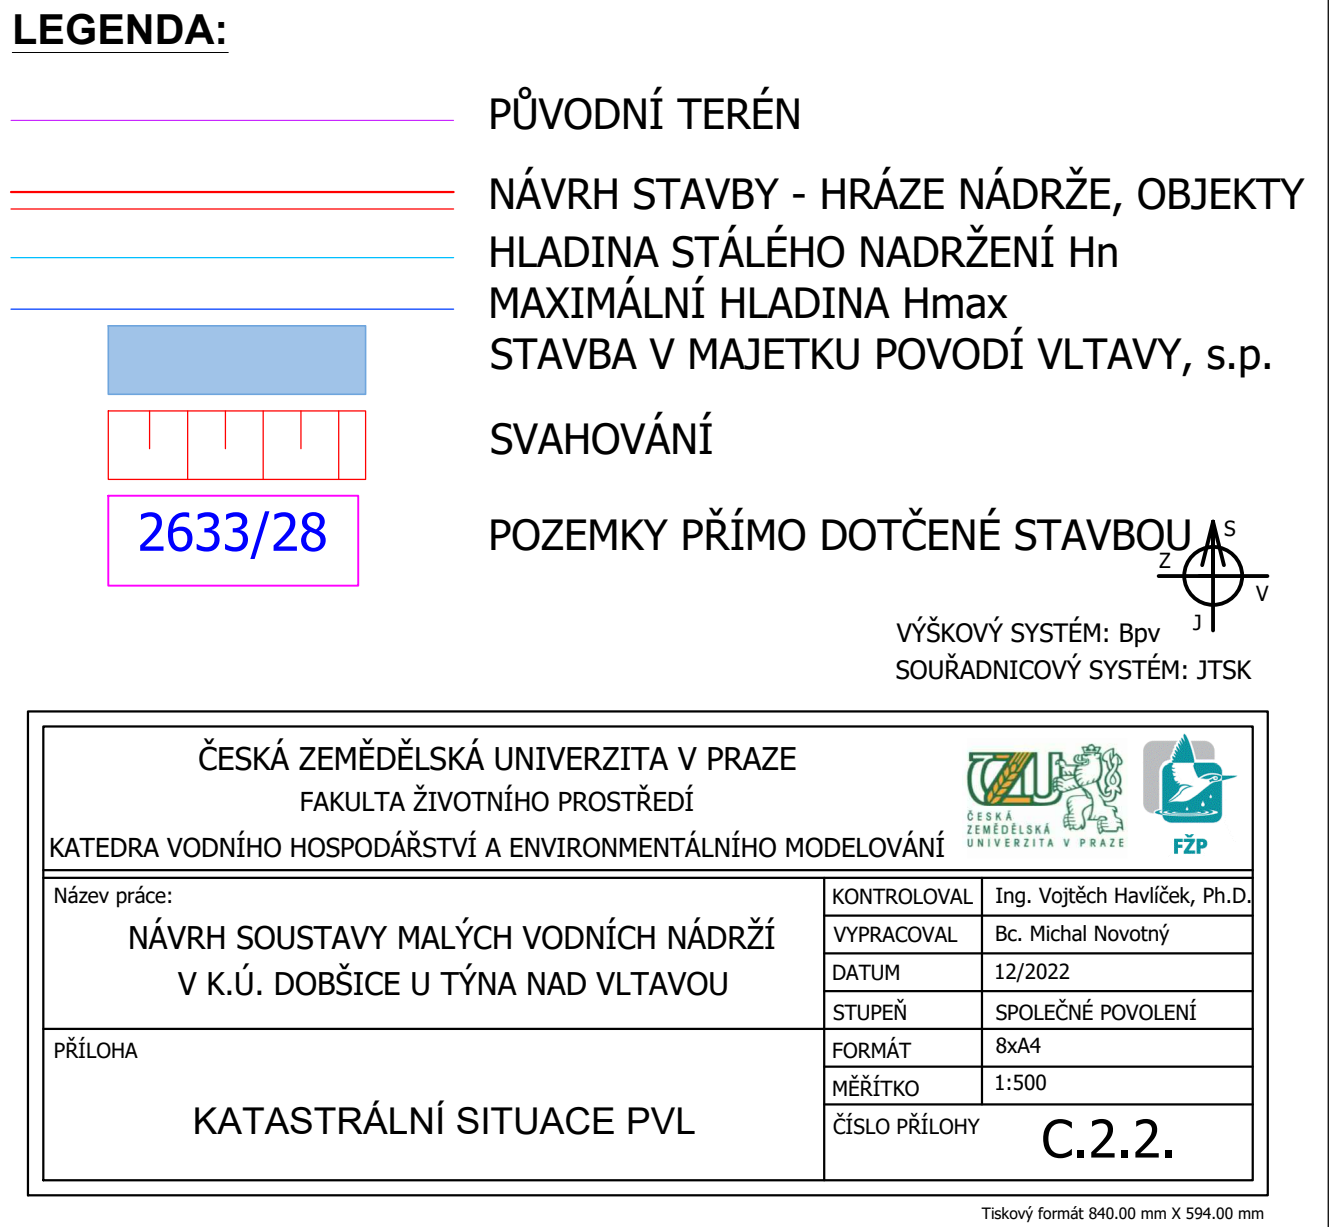 LEGENDA:
PŮVODNÍ TERÉN
NÁVRH STAVBY - HRÁZE NÁDRŽE, OBJEKTY
HLADINA STÁLÉHO NADRŽENÍ Hn
MAXIMÁLNÍ HLADINA Hmax
STAVBA V MAJETKU POVODÍ VLTAVY, s.p.
SVAHOVÁNÍ
2633/28
POZEMKY PŘÍMO DOTČENÉ STAVBOU
S
Z
V
J
VÝŠKOVÝ SYSTÉM: Bpv
SOUŘADNICOVÝ SYSTÉM: JTSK
ČESKÁ ZEMĚDĚLSKÁ UNIVERZITA V PRAZE
FAKULTA ŽIVOTNÍHO PROSTŘEDÍ
KATEDRA VODNÍHO HOSPODÁŘSTVÍ A ENVIRONMENTÁLNÍHO MODELOVÁNÍ
ČZU
ČESKÁ
ZEMĚDĚLSKÁ
UNIVERZITA V PRAZE
FŽP
Název práce:
NÁVRH SOUSTAVY MALÝCH VODNÍCH NÁDRŽÍ
V K.Ú. DOBŠICE U TÝNA NAD VLTAVOU
KONTROLOVAL Ing. Vojtěch Havlíček, Ph.D.
VYPRACOVAL Bc. Michal Novotný
DATUM 12/2022
STUPEŇ SPOLEČNÉ POVOLENÍ
PŘÍLOHA
KATASTRÁLNÍ SITUACE PVL
FORMÁT 8xA4
MĚŘÍTKO 1:500
ČÍSLO PŘÍLOHY C.2.2.
Tiskový formát 840.00 mm X 594.00 mm